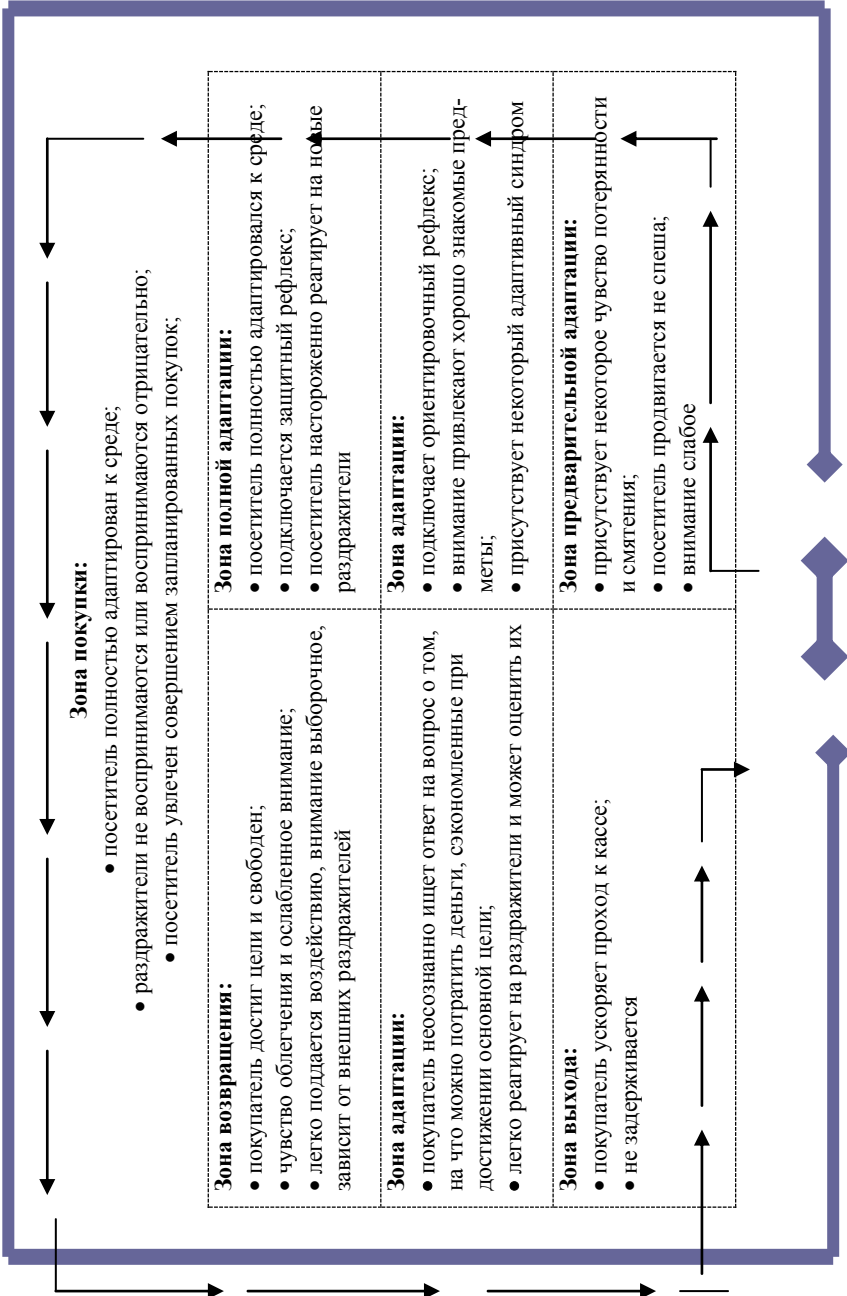 Зона покупки:
• посетитель полностью адаптирован к среде;
• раздражители не воспринимаются или воспринимаются отрицательно;
• посетитель увлечен совершением запланированных покупок;
Зона возвращения:
• покупатель достиг цели и свободен;
• чувство облегчения и ослабленное внимание;
• легко поддается воздействию, внимание выборочное,
зависит от внешних раздражителей
Зона полной адаптации:
• посетитель полностью адаптировался к среде;
• подключается защитный рефлекс;
• посетитель настороженно реагирует на новые
раздражители
Зона адаптации:
• покупатель неосознанно ищет ответ на вопрос о том,
на что можно потратить деньги, сэкономленные при
достижении основной цели;
• легко реагирует на раздражители и может оценить их
Зона адаптации:
• подключает ориентировочный рефлекс;
• внимание привлекают хорошо знакомые пред-
меты;
• присутствует некоторый адаптивный синдром
Зона выхода:
• покупатель ускоряет проход к кассе;
• не задерживается
Зона предварительной адаптации:
• присутствует некоторое чувство потерянности
и смятения;
• посетитель продвигается не спеша;
• внимание слабое